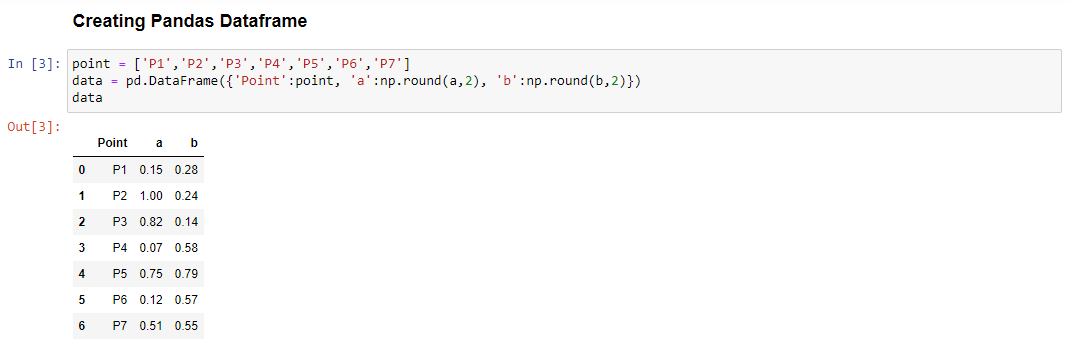 Creating Pandas Dataframe
In [3]: point = ['P1','P2','P3','P4','P5','P6','P7']
data = pd.DataFrame({'Point':point, 'a':np.round(a,2), 'b':np.round(b,2)})
data
Out[3]:
Point a b
0 P1 0.15 0.28
1 P2 1.00 0.24
2 P3 0.82 0.14
3 P4 0.07 0.58
4 P5 0.75 0.79
5 P6 0.12 0.57
6 P7 0.51 0.55